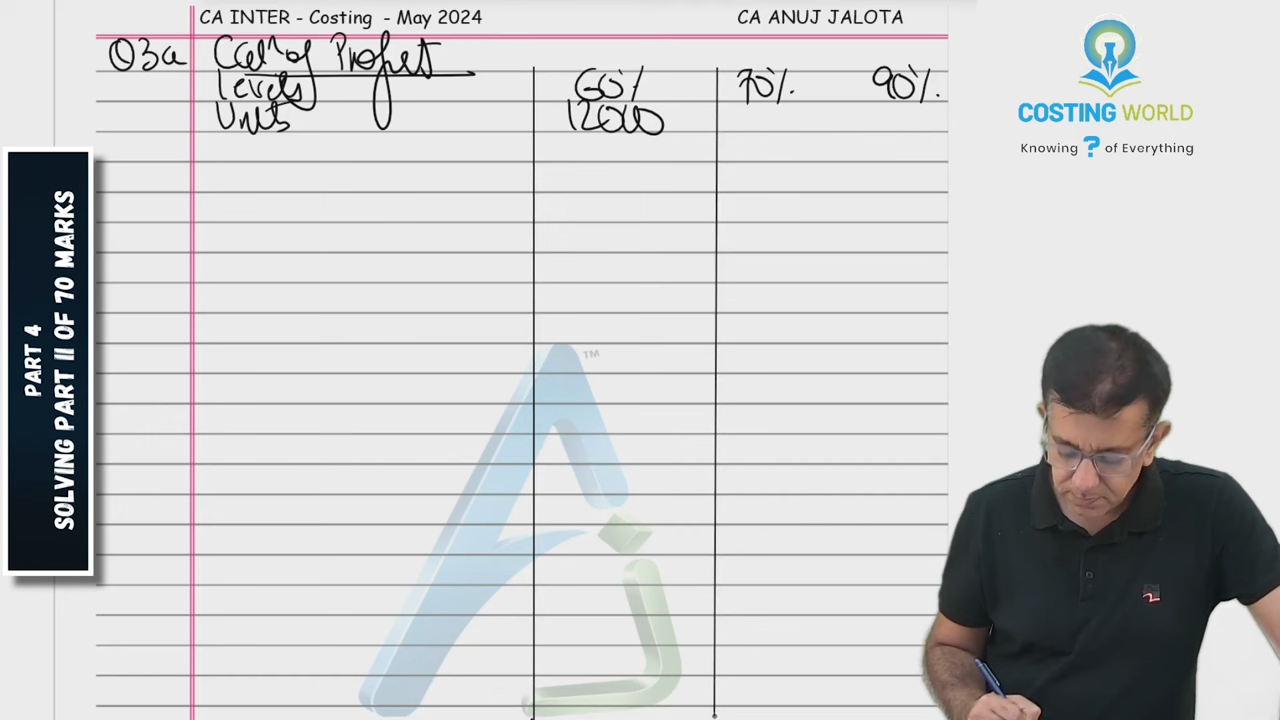 CA INTER - Costing - May 2024
CA ANUJ JALOTA
Q3a Caln of Profit
Levels 60% 70% 90%.
Units 12000
COSTING WORLD
Knowing ? of Everything
PART 4
SOLVING PART II OF 70 MARKS
TM